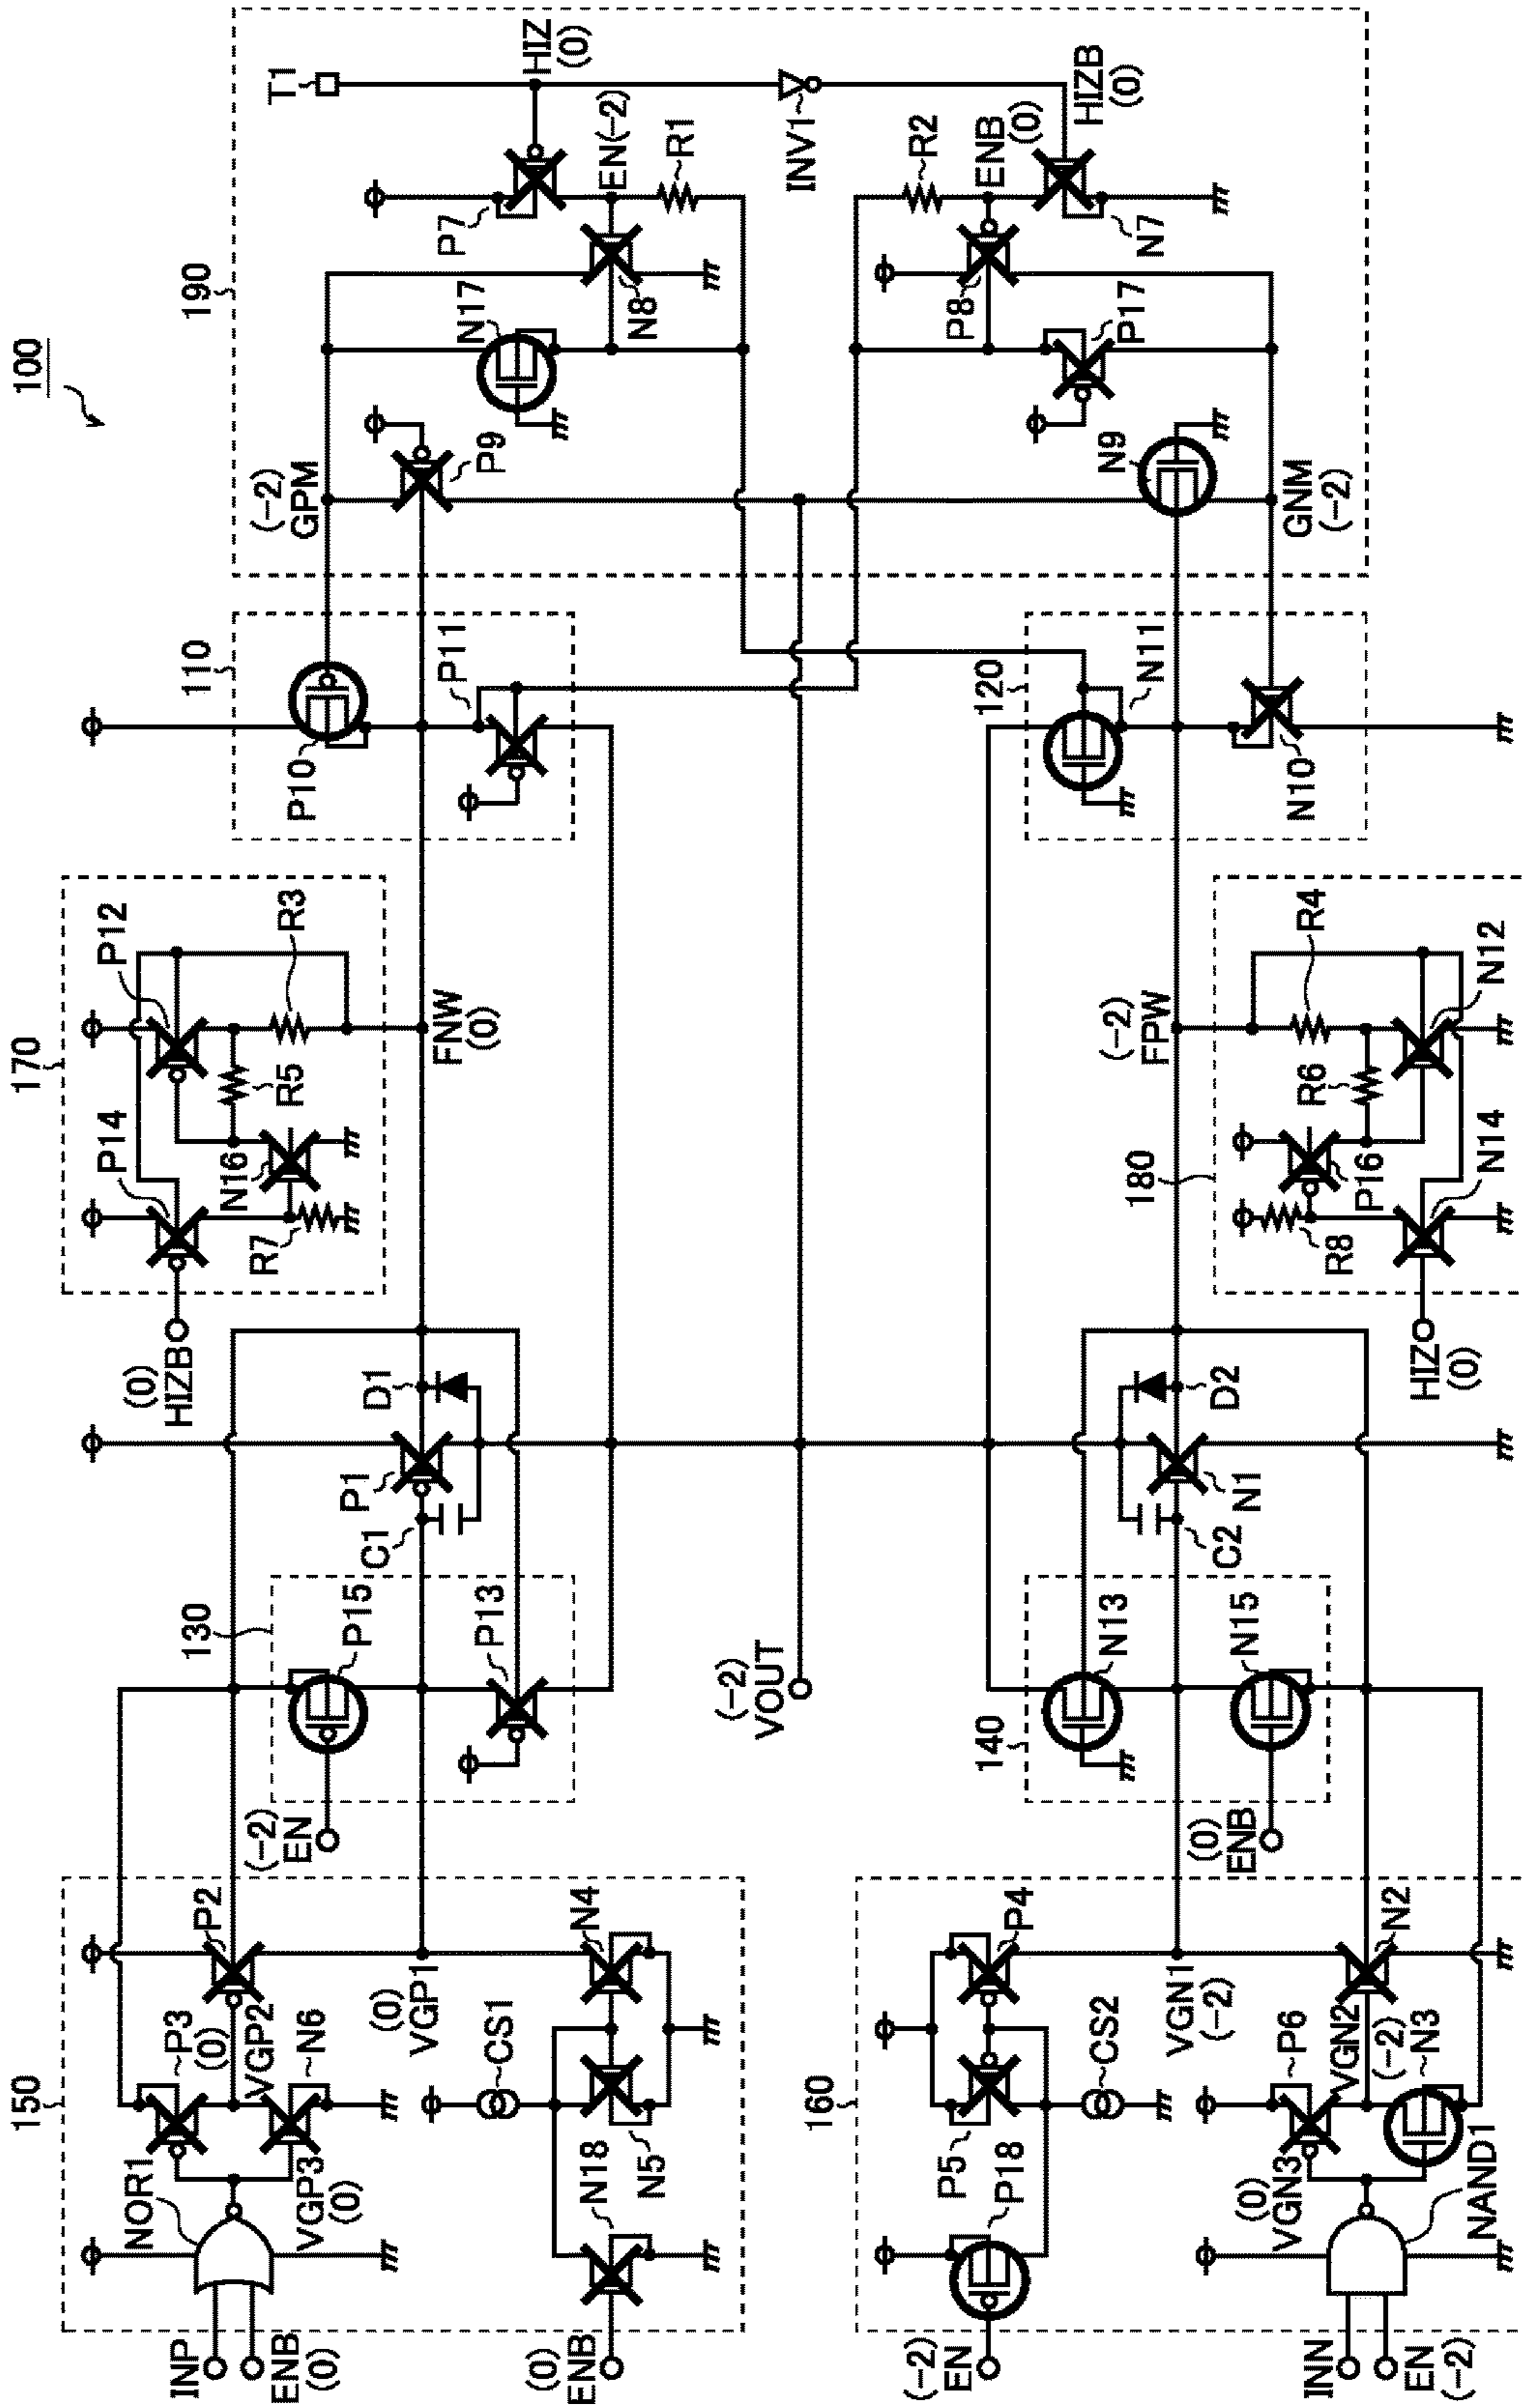 100
190
T1
HIZ
(0)
P7
EN(-2)
R1
N17
N8
(-2)
GPM
P9
INV1
R2
ENB
(0)
HIZB
(0)
P8
N7
P17
N9
GNM
(-2)
110
P10
P11
120
N11
N10
170
P12
R3
P14
R5
N16
R7
(0)
HIZB
FNW
(0)
(-2)
FPW
180
R4
N12
R6
P16
N14
R8
HIZ
(0)
P1
D1
C1
D2
N1
C2
130
P15
P13
(-2)
EN
(-2)
VOUT
140
N13
N15
(0)
ENB
150
P2
P3
(0)
VGP2
N6
NOR1
VGP3
(0)
INP
ENB
(0)
(0)
VGP1
CS1
N4
N5
N18
(0)
ENB
160
P4
P5
P18
CS2
(-2)
EN
VGN1
(-2)
P6
VGN2
(-2)
N2
N3
(0)
VGN3
NAND1
INN
EN
(-2)